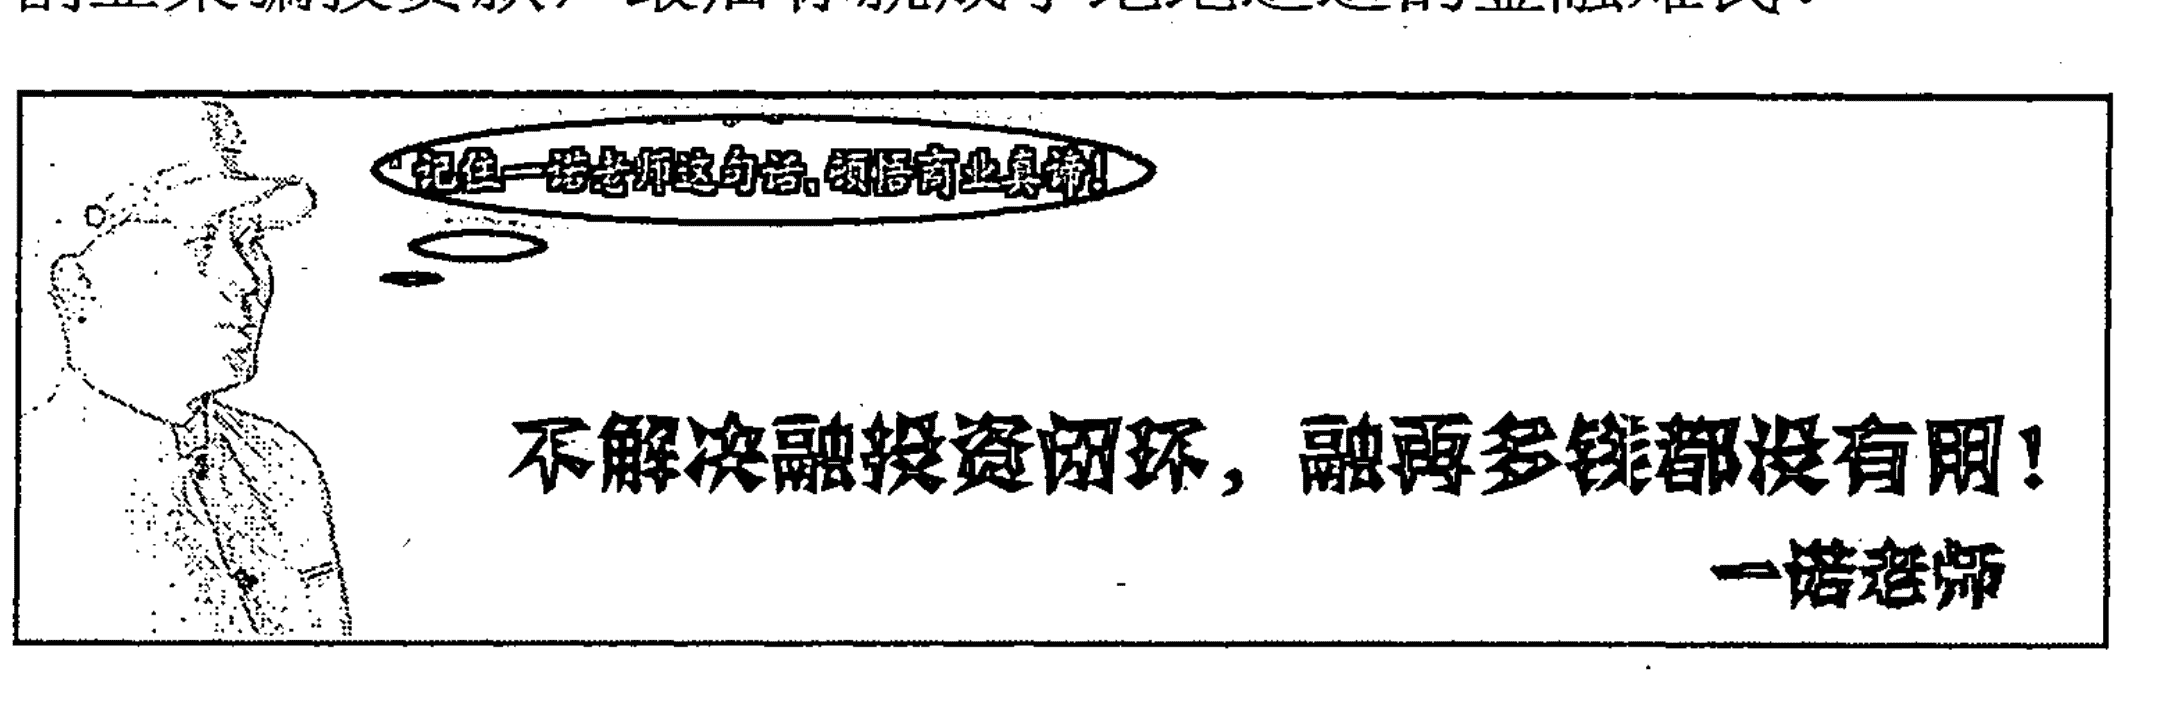 记住一诺老师这句话,领悟商业真谛!
不解决融投资闭环，融再多钱都没有用！
一诺老师